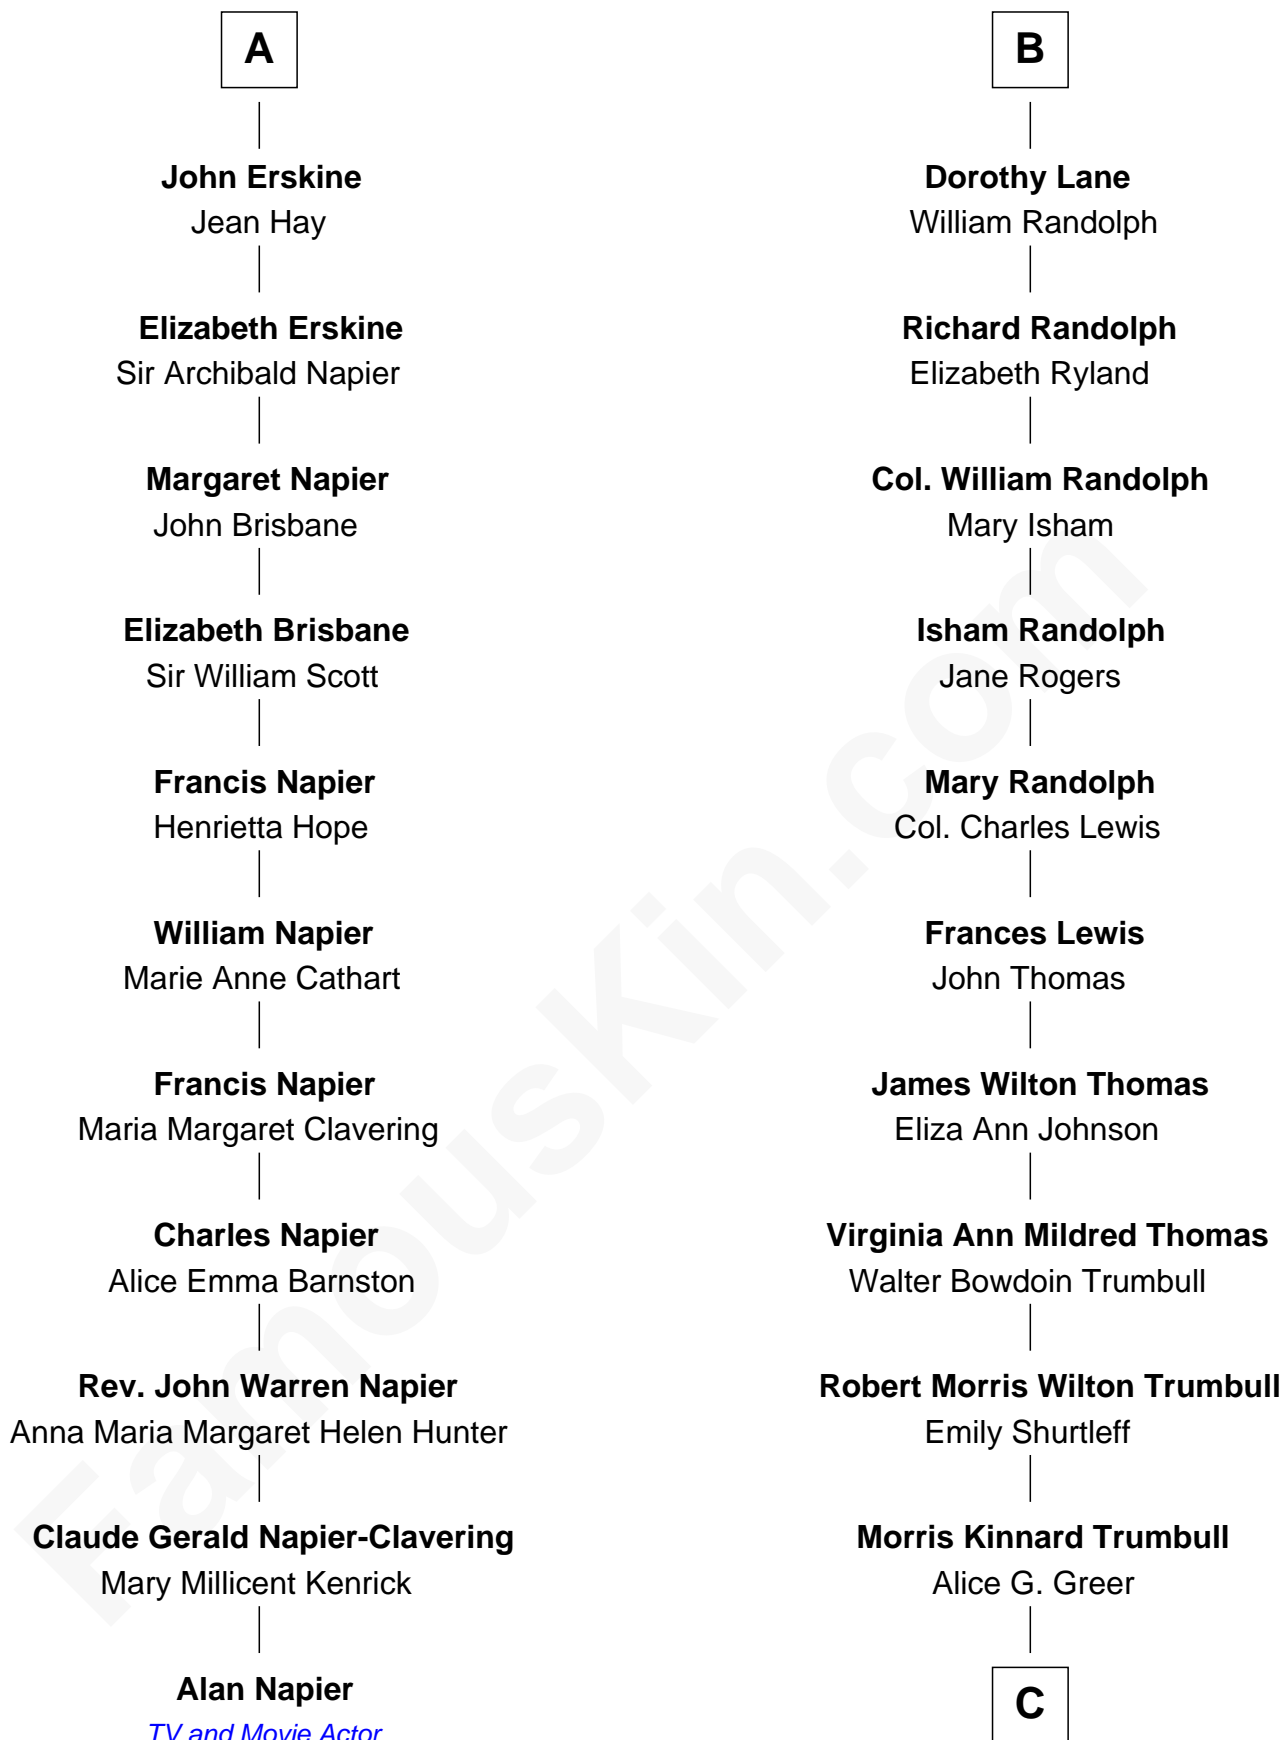 A
John Erskine
Jean Hay
Elizabeth Erskine
Sir Archibald Napier
Margaret Napier
John Brisbane
Elizabeth Brisbane
Sir William Scott
Francis Napier
Henrietta Hope
William Napier
Marie Anne Cathart
Francis Napier
Maria Margaret Clavering
Charles Napier
Alice Emma Barnston
Rev. John Warren Napier
Anna Maria Margaret Helen Hunter
Claude Gerald Napier-Clavering
Mary Millicent Kenrick
Alan Napier
TV and Movie Actor
B
Dorothy Lane
William Randolph
Richard Randolph
Elizabeth Ryland
Col. William Randolph
Mary Isham
Isham Randolph
Jane Rogers
Mary Randolph
Col. Charles Lewis
Frances Lewis
John Thomas
James Wilton Thomas
Eliza Ann Johnson
Virginia Ann Mildred Thomas
Walter Bowdoin Trumbull
Robert Morris Wilton Trumbull
Emily Shurtleff
Morris Kinnard Trumbull
Alice G. Greer
C
FamousKin.com